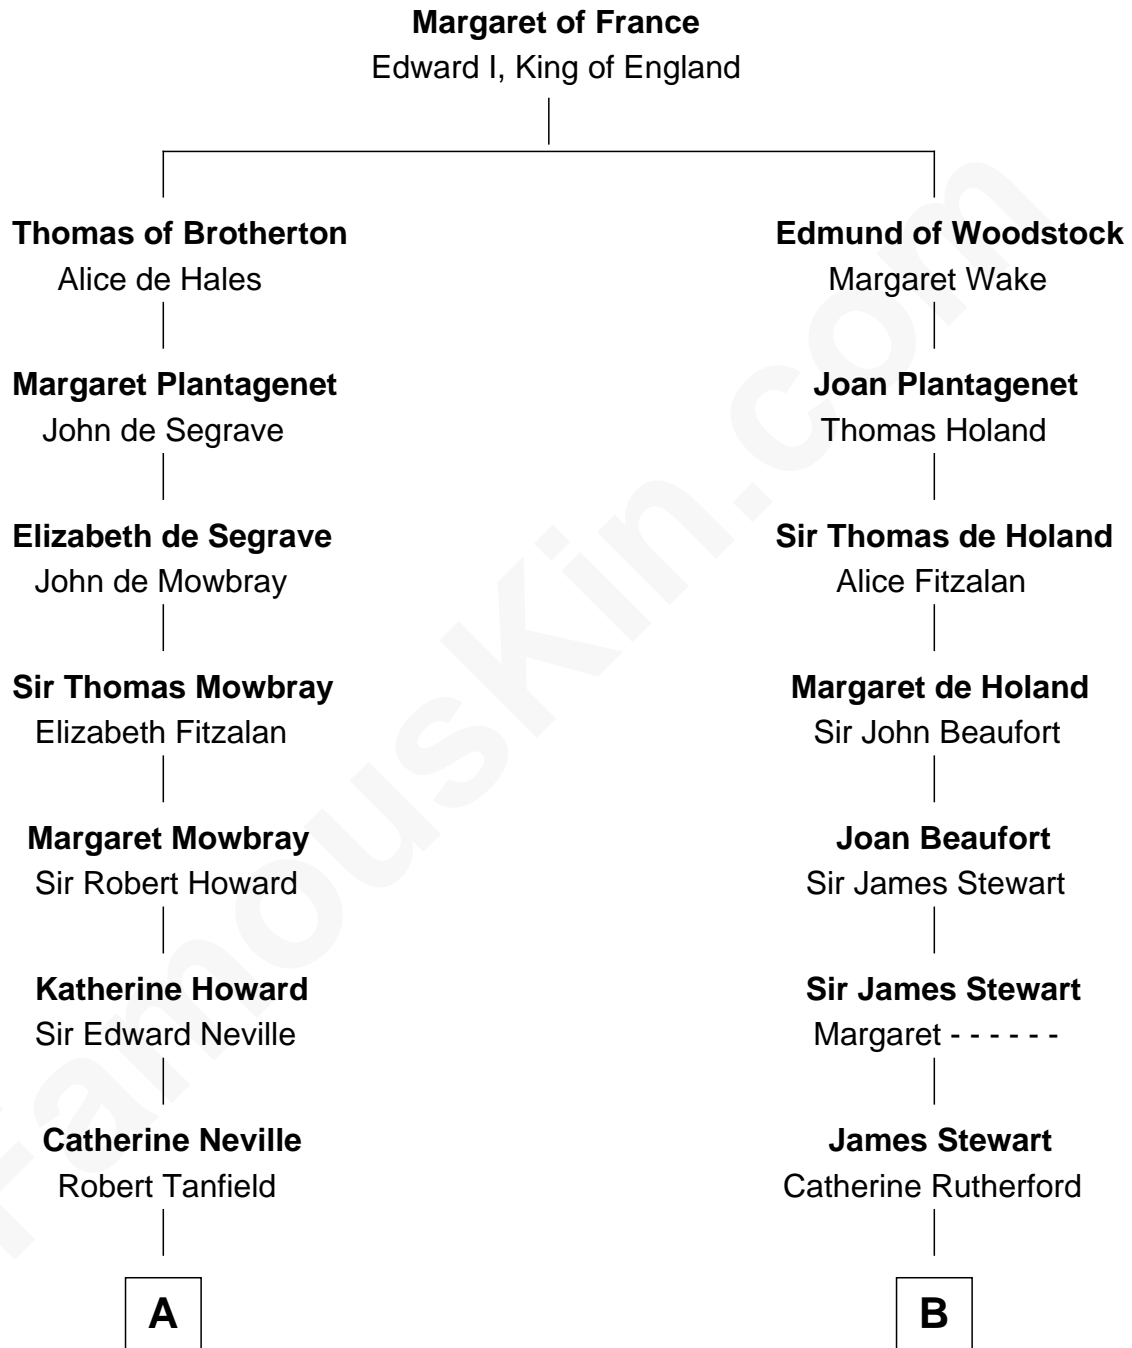 Margaret of France
Edward I, King of England
Thomas of Brotherton
Alice de Hales
Edmund of Woodstock
Margaret Wake
Margaret Plantagenet
John de Segrave
Joan Plantagenet
Thomas Holand
Elizabeth de Segrave
John de Mowbray
Sir Thomas de Holand
Alice Fitzalan
Sir Thomas Mowbray
Elizabeth Fitzalan
Margaret de Holand
Sir John Beaufort
Margaret Mowbray
Sir Robert Howard
Joan Beaufort
Sir James Stewart
Katherine Howard
Sir Edward Neville
Sir James Stewart
Margaret - - - - - -
Catherine Neville
Robert Tanfield
James Stewart
Catherine Rutherford
A
B
FamousKin.com